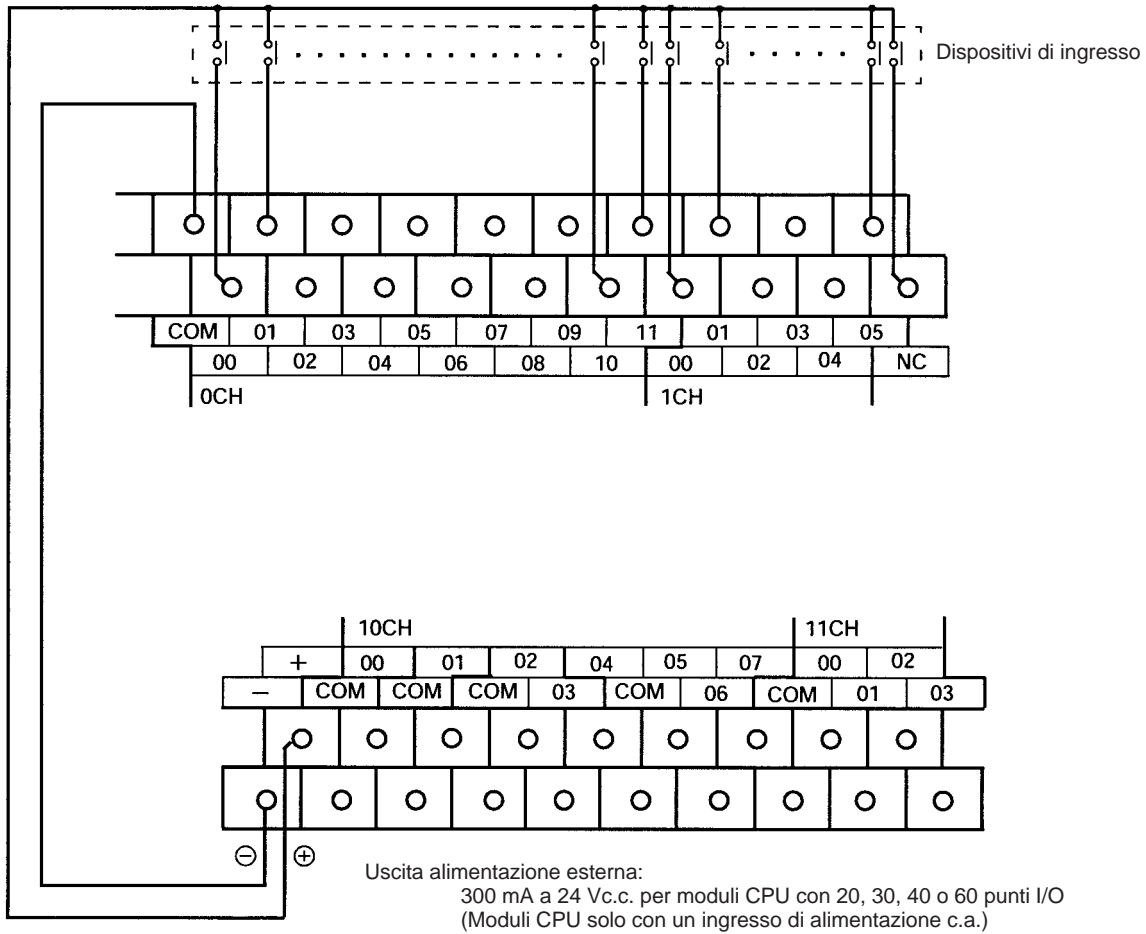 Dispositivi di ingresso
COM 01 03 05 07 09 11 01 03 05
00 02 04 06 08 10 00 02 04 NC
0CH 1CH
10CH 11CH
+ 00 01 02 04 05 07 00 02
− COM COM COM 03 COM 06 COM 01 03
⊖ ⊕
Uscita alimentazione esterna:
300 mA a 24 Vc.c. per moduli CPU con 20, 30, 40 o 60 punti I/O
(Moduli CPU solo con un ingresso di alimentazione c.a.)